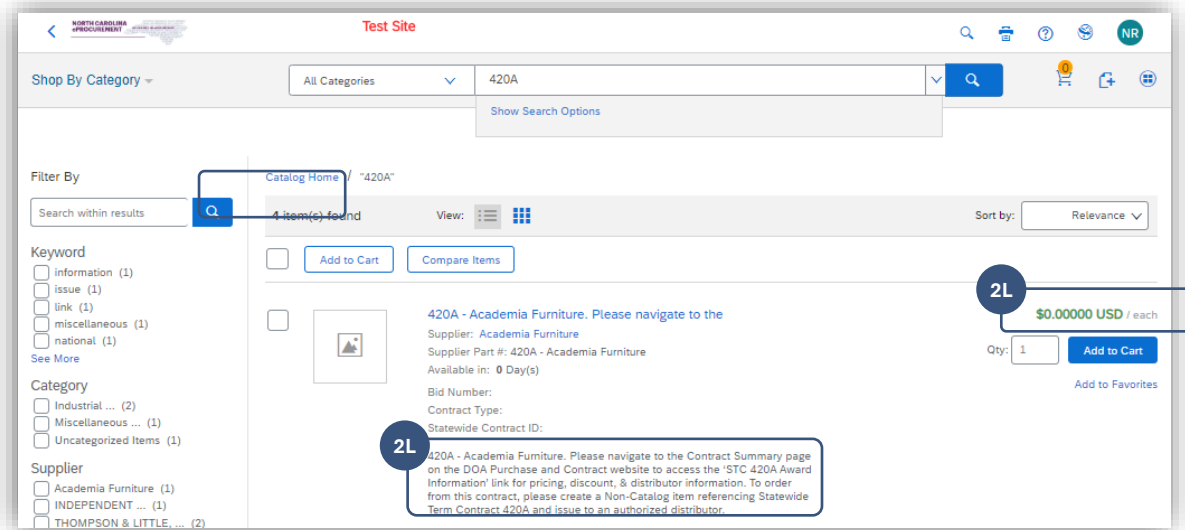 NORTH CAROLINA
ePROCUREMENT
Test Site
NR
Shop By Category
All Categories
420A
0
Show Search Options
Filter By
Catalog Home / "420A"
Search within results
4 item(s) found
View:
Sort by:
Relevance
Keyword
Add to Cart
Compare Items
information (1)
issue (1)
link (1)
miscellaneous (1)
national (1)
See More
2L
420A - Academia Furniture. Please navigate to the
$0.00000 USD / each
Supplier: Academia Furniture
Supplier Part #: 420A - Academia Furniture
Qty: 1
Add to Cart
Available in: 0 Day(s)
Add to Favorites
Category
Bid Number:
Industrial ... (2)
Contract Type:
Miscellaneous ... (1)
Statewide Contract ID:
Uncategorized Items (1)
2L
420A - Academia Furniture. Please navigate to the Contract Summary page
on the DOA Purchase and Contract website to access the 'STC 420A Award
Information' link for pricing, discount, & distributor information. To order
from this contract, please create a Non-Catalog item referencing Statewide
Term Contract 420A and issue to an authorized distributor.
Supplier
Academia Furniture (1)
INDEPENDENT ... (1)
THOMPSON & LITTLE, ... (2)